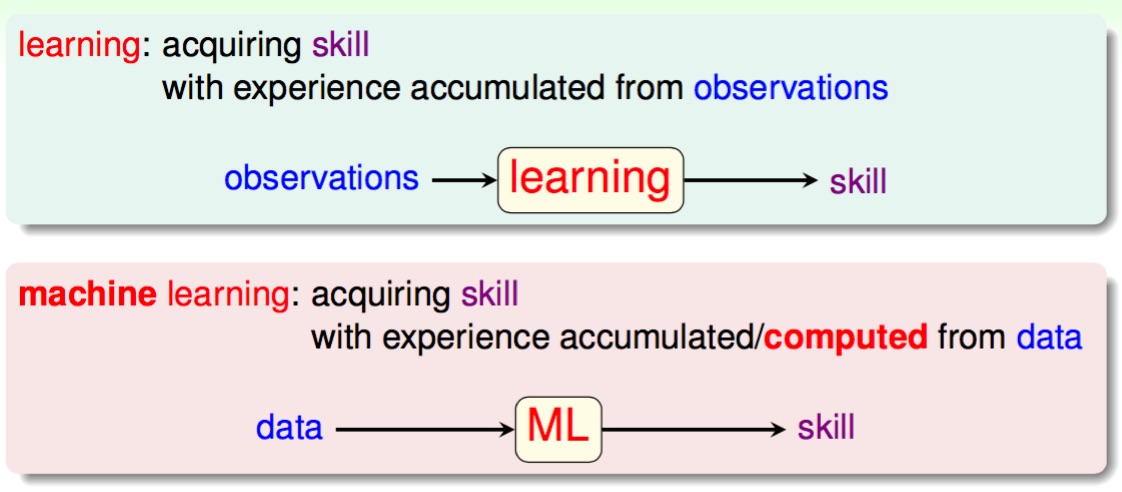 learning: acquiring skill
with experience accumulated from observations
observations learning skill
machine learning: acquiring skill
with experience accumulated/computed from data
data ML skill